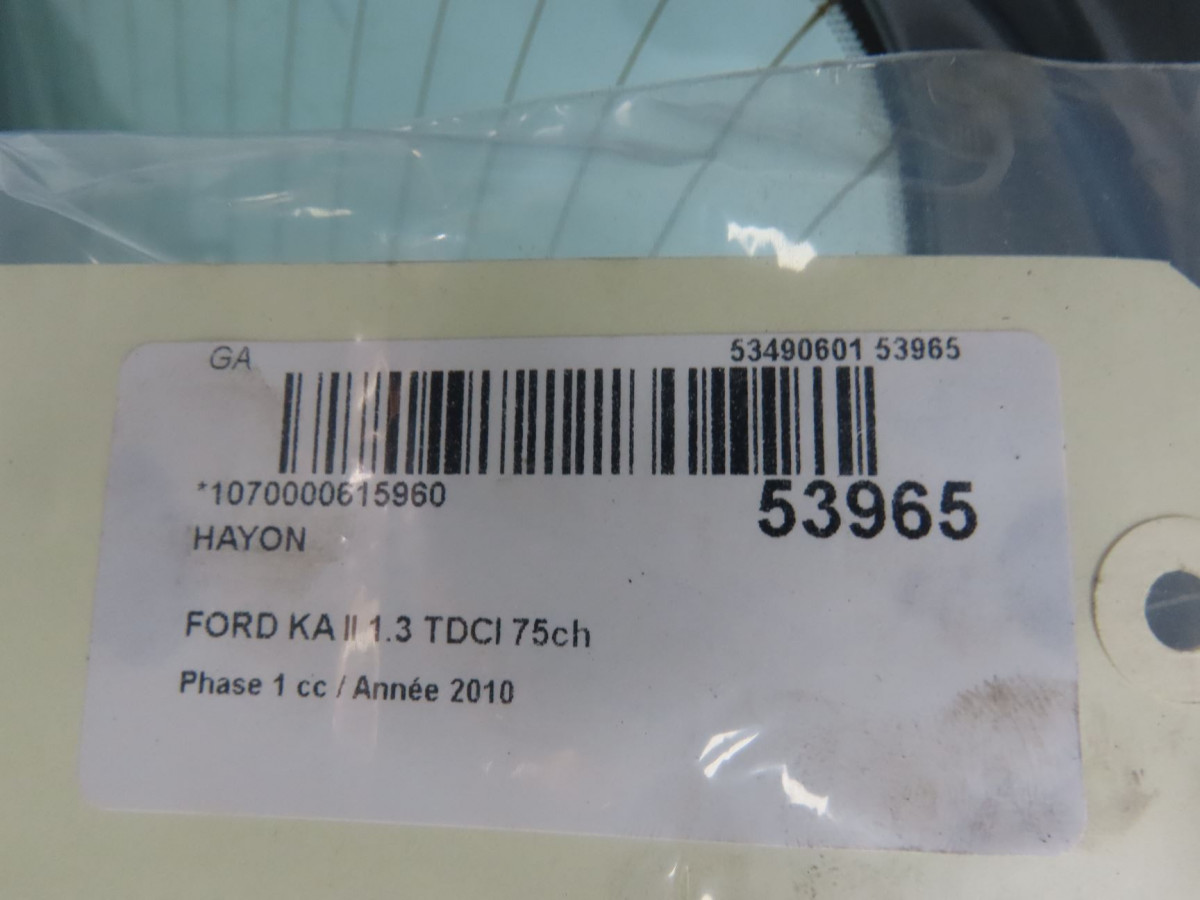 GA 53490601 53965
*1070000615960 53965
HAYON
FORD KA II 1.3 TDCI 75ch
Phase 1 cc / Année 2010